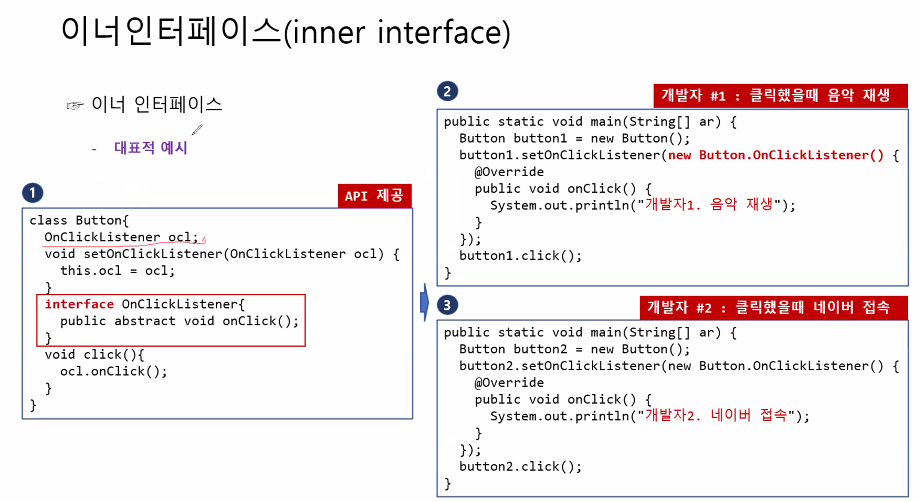 이너인터페이스(inner interface)
☞ 이너 인터페이스
- 대표적 예시
1
API 제공
class Button{
OnClickListener ocl;
void setOnClickListener(OnClickListener ocl) {
this.ocl = ocl;
}
interface OnClickListener{
public abstract void onClick();
}
void click(){
ocl.onClick();
}
}
2
개발자 #1 : 클릭했을때 음악 재생
public static void main(String[] ar) {
Button button1 = new Button();
button1.setOnClickListener(new Button.OnClickListener() {
@Override
public void onClick() {
System.out.println("개발자1. 음악 재생");
}
});
button1.click();
}
3
개발자 #2 : 클릭했을때 네이버 접속
public static void main(String[] ar) {
Button button2 = new Button();
button2.setOnClickListener(new Button.OnClickListener() {
@Override
public void onClick() {
System.out.println("개발자2. 네이버 접속");
}
});
button2.click();
}